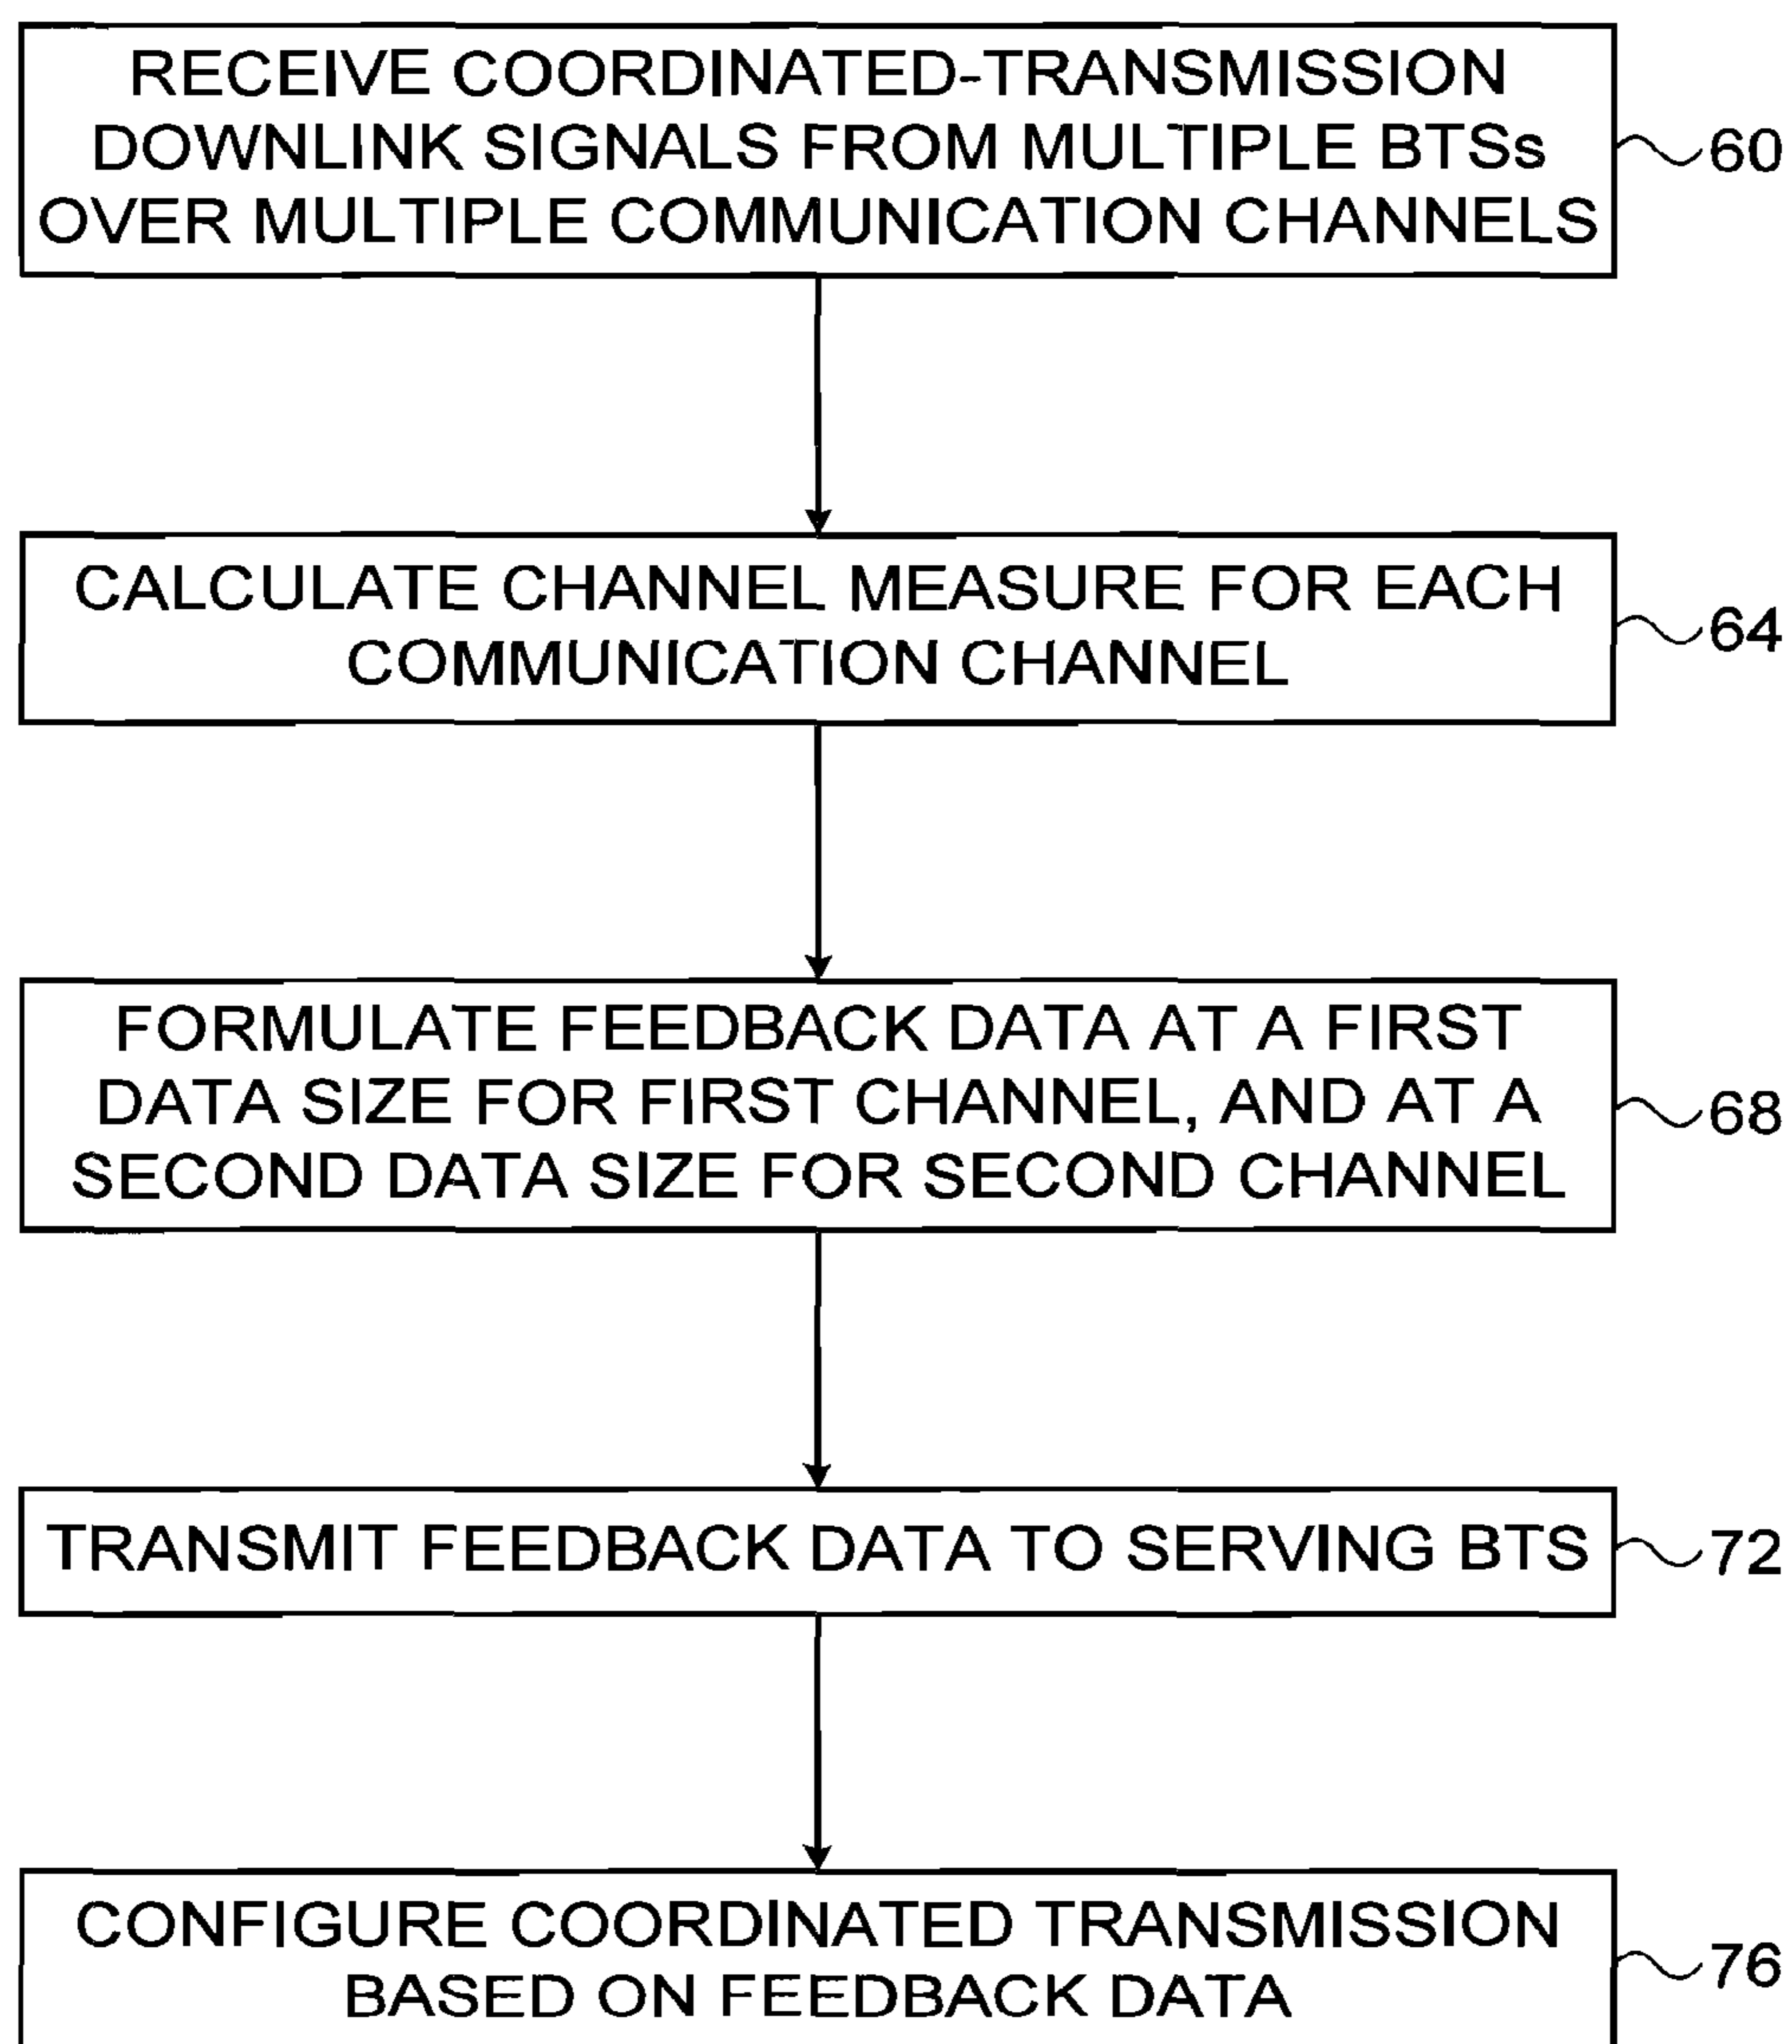 RECEIVE COORDINATED-TRANSMISSION
DOWNLINK SIGNALS FROM MULTIPLE BTSs
OVER MULTIPLE COMMUNICATION CHANNELS
60
CALCULATE CHANNEL MEASURE FOR EACH
COMMUNICATION CHANNEL
64
FORMULATE FEEDBACK DATA AT A FIRST
DATA SIZE FOR FIRST CHANNEL, AND AT A
SECOND DATA SIZE FOR SECOND CHANNEL
68
TRANSMIT FEEDBACK DATA TO SERVING BTS
72
CONFIGURE COORDINATED TRANSMISSION
BASED ON FEEDBACK DATA
76